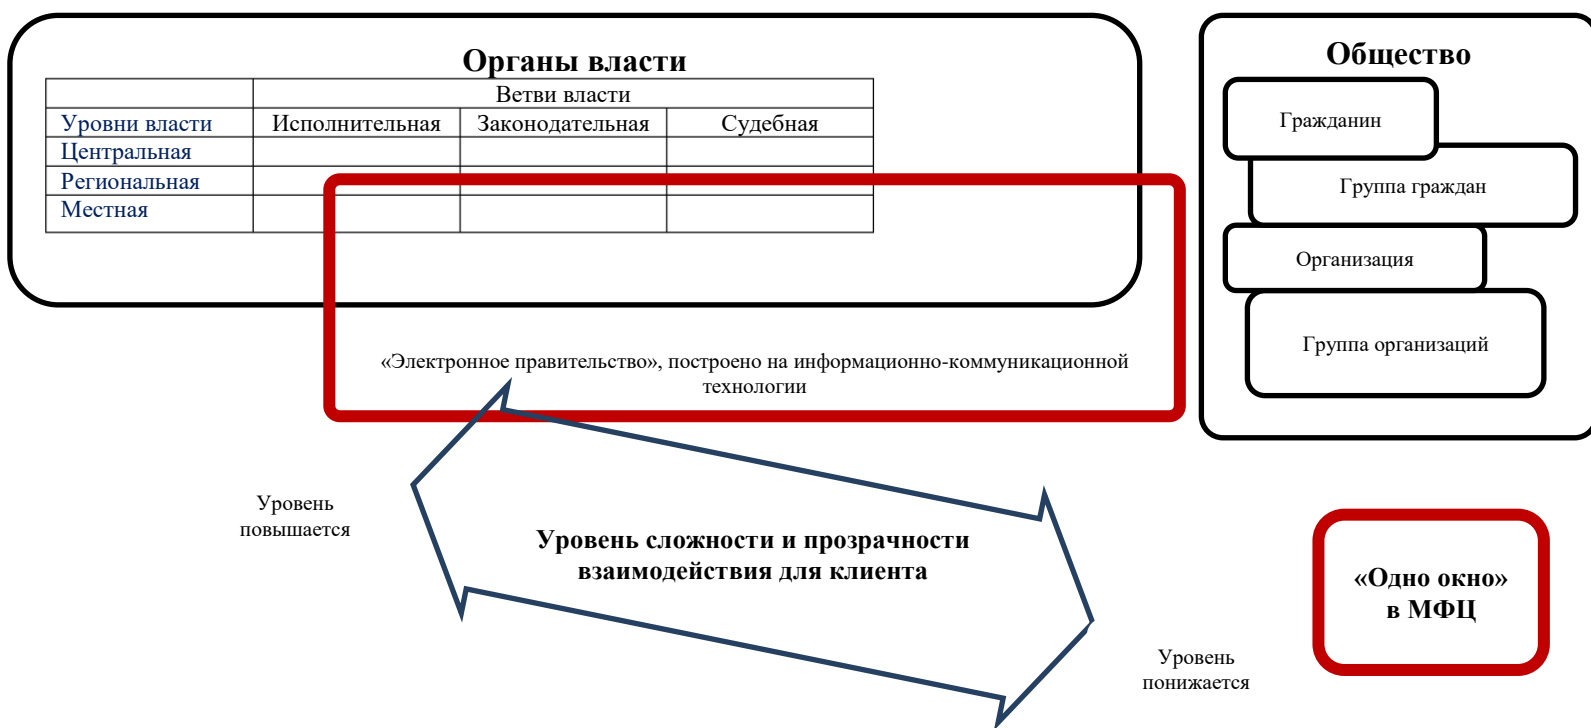 Органы власти
Ветви власти
Уровни власти Исполнительная Законодательная Судебная
Центральная
Региональная
Местная
«Электронное правительство», построено на информационно-коммуникационной
технологии
Общество
Гражданин
Группа граждан
Организация
Группа организаций
Уровень
повышается
Уровень сложности и прозрачности
взаимодействия для клиента
Уровень
понижается
«Одно окно»
в МФЦ